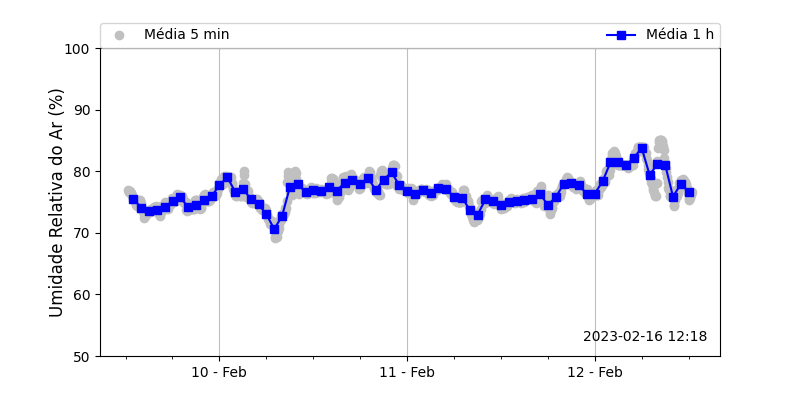 Média 5 min
Média 1 h
100
90
80
70
60
50
Umidade Relativa do Ar (%)
2023-02-16 12:18
10 - Feb
11 - Feb
12 - Feb